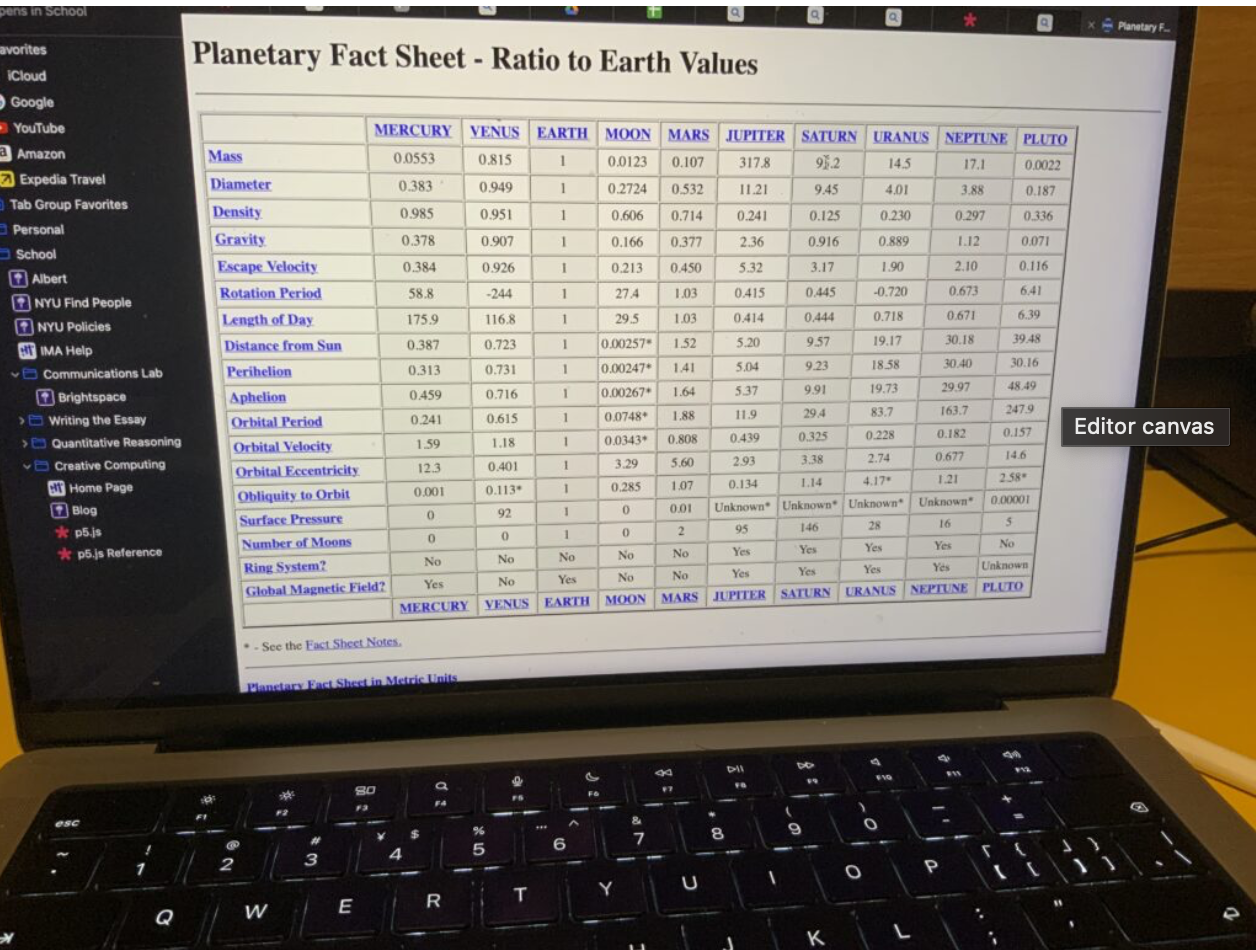 pens in School
avorites
iCloud
Google
YouTube
Amazon
Expedia Travel
Tab Group Favorites
Personal
School
Albert
NYU Find People
NYU Policies
IMA Help
Communications Lab
Brightspace
Writing the Essay
Quantitative Reasoning
Creative Computing
Home Page
Blog
p5.js
p5.js Reference
Planetary F...
Planetary Fact Sheet - Ratio to Earth Values
MERCURY VENUS EARTH MOON MARS JUPITER SATURN URANUS NEPTUNE PLUTO
Mass 0.0553 0.815 1 0.0123 0.107 317.8 95.2 14.5 17.1 0.0022
Diameter 0.383 0.949 1 0.2724 0.532 11.21 9.45 4.01 3.88 0.187
Density 0.985 0.951 1 0.606 0.714 0.241 0.125 0.230 0.297 0.336
Gravity 0.378 0.907 1 0.166 0.377 2.36 0.916 0.889 1.12 0.071
Escape Velocity 0.384 0.926 1 0.213 0.450 5.32 3.17 1.90 2.10 0.116
Rotation Period 58.8 -244 1 27.4 1.03 0.415 0.445 -0.720 0.673 6.41
Length of Day 175.9 116.8 1 29.5 1.03 0.414 0.444 0.718 0.671 6.39
Distance from Sun 0.387 0.723 1 0.00257* 1.52 5.20 9.57 19.17 30.18 39.48
Perihelion 0.313 0.731 1 0.00247* 1.41 5.04 9.23 18.58 30.40 30.16
Aphelion 0.459 0.716 1 0.00267* 1.64 5.37 9.91 19.73 29.97 48.49
Orbital Period 0.241 0.615 1 0.0748* 1.88 11.9 29.4 83.7 163.7 247.9
Orbital Velocity 1.59 1.18 1 0.0343* 0.808 0.439 0.325 0.228 0.182 0.157
Orbital Eccentricity 12.3 0.401 1 3.29 5.60 2.93 3.38 2.74 0.677 14.6
Obliquity to Orbit 0.001 0.113* 1 0.285 1.07 0.134 1.14 4.17* 1.21 2.58*
Surface Pressure 0 92 1 0 0.01 Unknown* Unknown* Unknown* Unknown* 0.00001
Number of Moons 0 0 1 0 2 95 146 28 16 5
Ring System? No No No No No Yes Yes Yes Yes No
Global Magnetic Field? Yes No Yes No No Yes Yes Yes Yes Unknown
MERCURY VENUS EARTH MOON MARS JUPITER SATURN URANUS NEPTUNE PLUTO
* - See the Fact Sheet Notes.
Planetary Fact Sheet in Metric Units
Editor canvas
esc F1 F2 F3 F4 F5 F6 F7 F8 F9 F10 F11 F12
~ ! @ # ¥ $ % ... ^ & * ( ) — - + =
1 2 3 4 5 6 7 8 9 0
Q W E R T Y U I O P
J K L